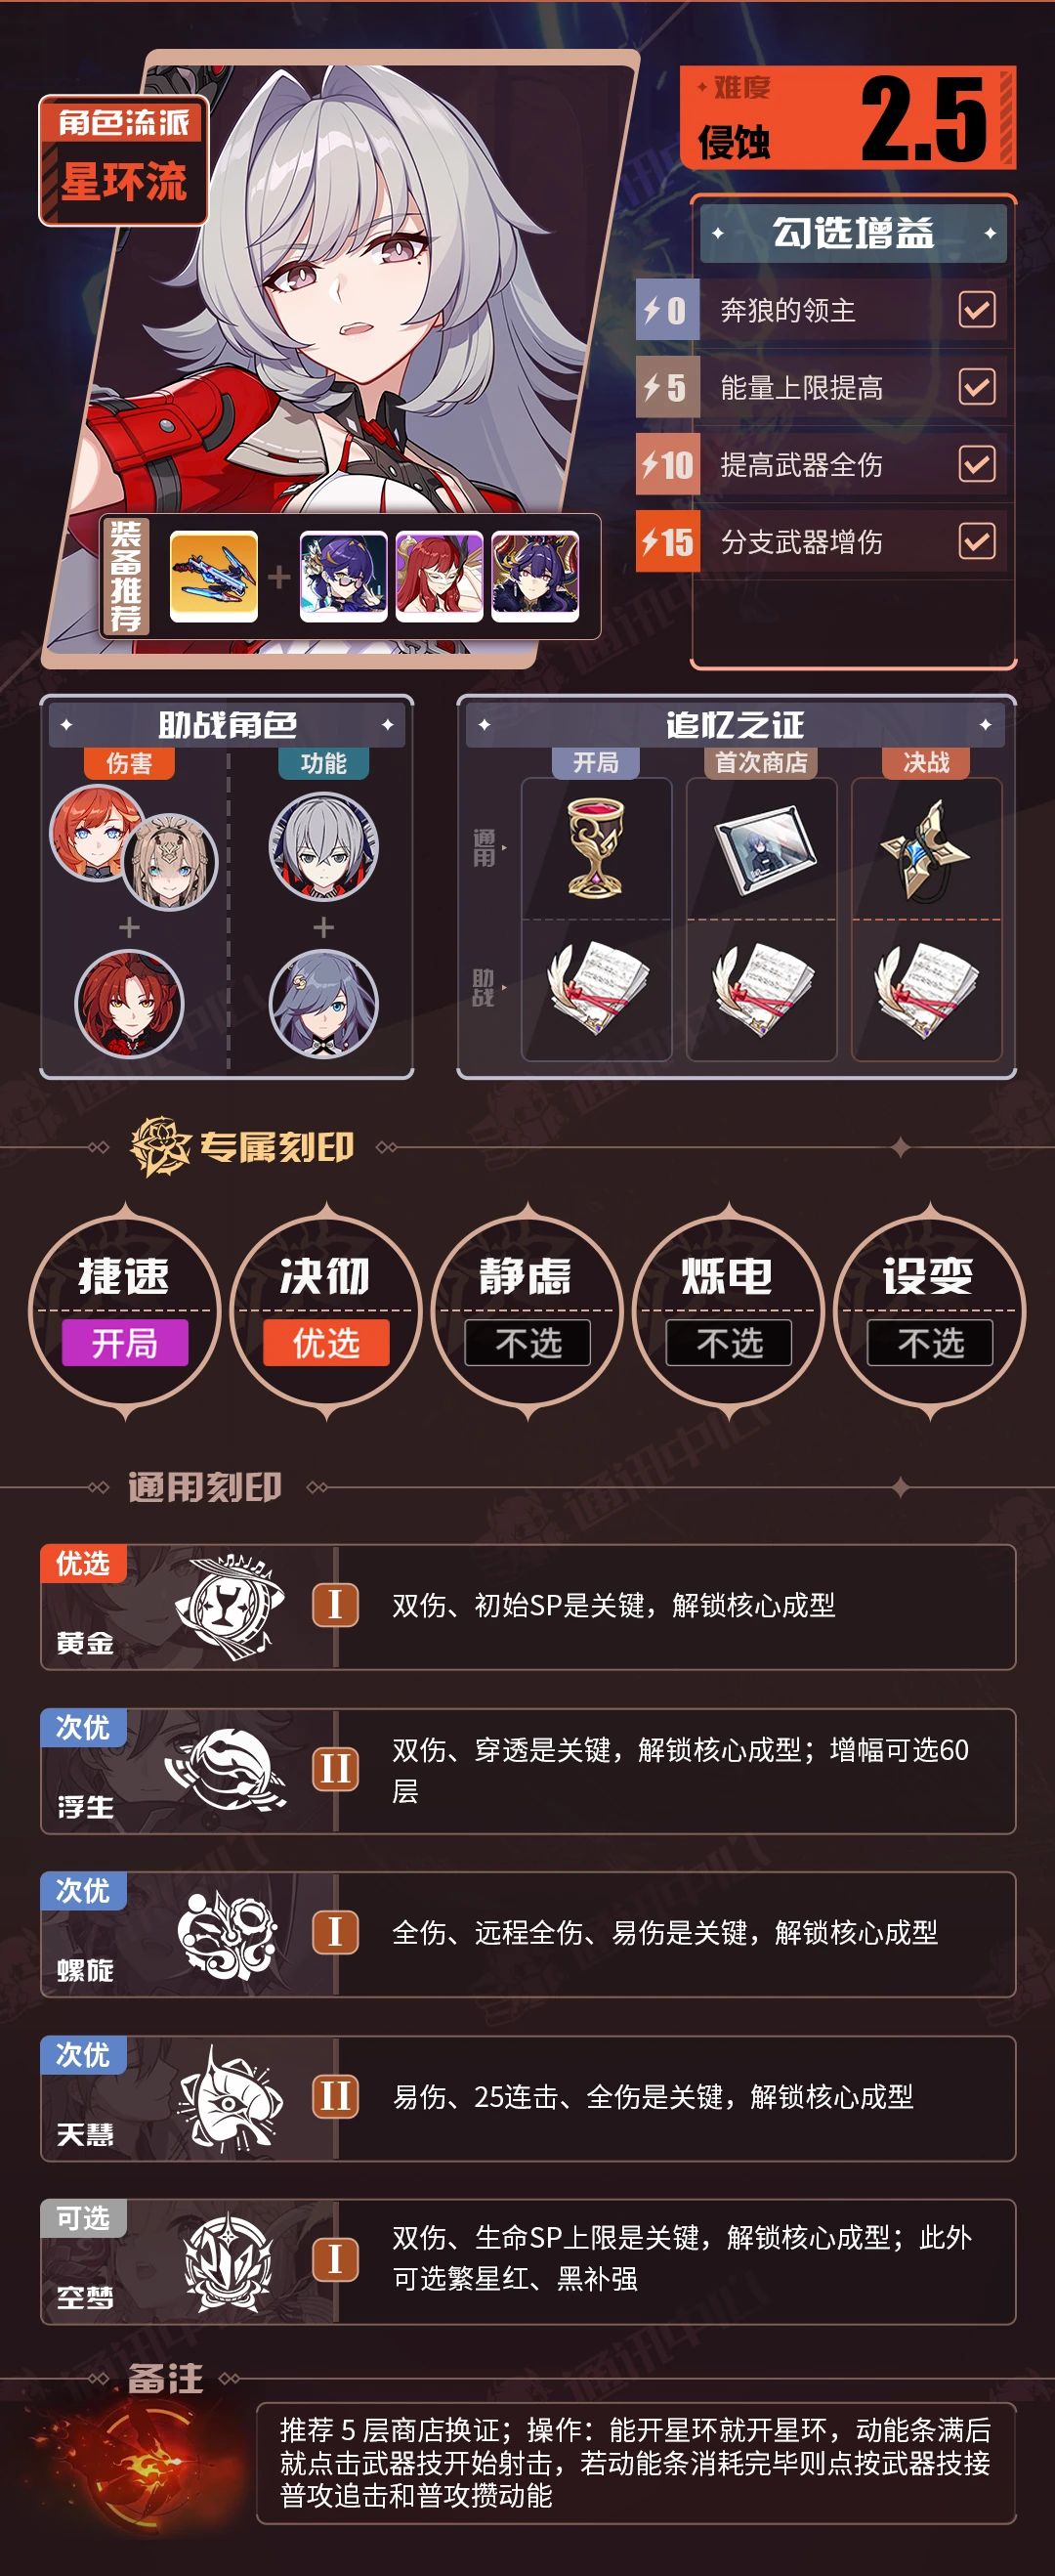 角色流派
星环流
难度
侵蚀
2.5
勾选增益
0 奔狼的领主
5 能量上限提高
10 提高武器全伤
15 分支武器增伤
装备推荐
助战角色
伤害
功能
追忆之证
开局
首次商店
决战
通用
助战
专属刻印
捷速
开局
决彻
优选
静虑
不选
烁电
不选
设变
不选
通用刻印
优选
黄金
I
双伤、初始SP是关键，解锁核心成型
次优
浮生
II
双伤、穿透是关键，解锁核心成型；增幅可选60
层
次优
螺旋
I
全伤、远程全伤、易伤是关键，解锁核心成型
次优
天慧
II
易伤、25连击、全伤是关键，解锁核心成型
可选
空梦
I
双伤、生命SP上限是关键，解锁核心成型；此外
可选繁星红、黑补强
备注
推荐 5 层商店换证；操作：能开星环就开星环，动能条满后
就点击武器技开始射击，若动能条消耗完毕则点按武器技接
普攻追击和普攻攒动能